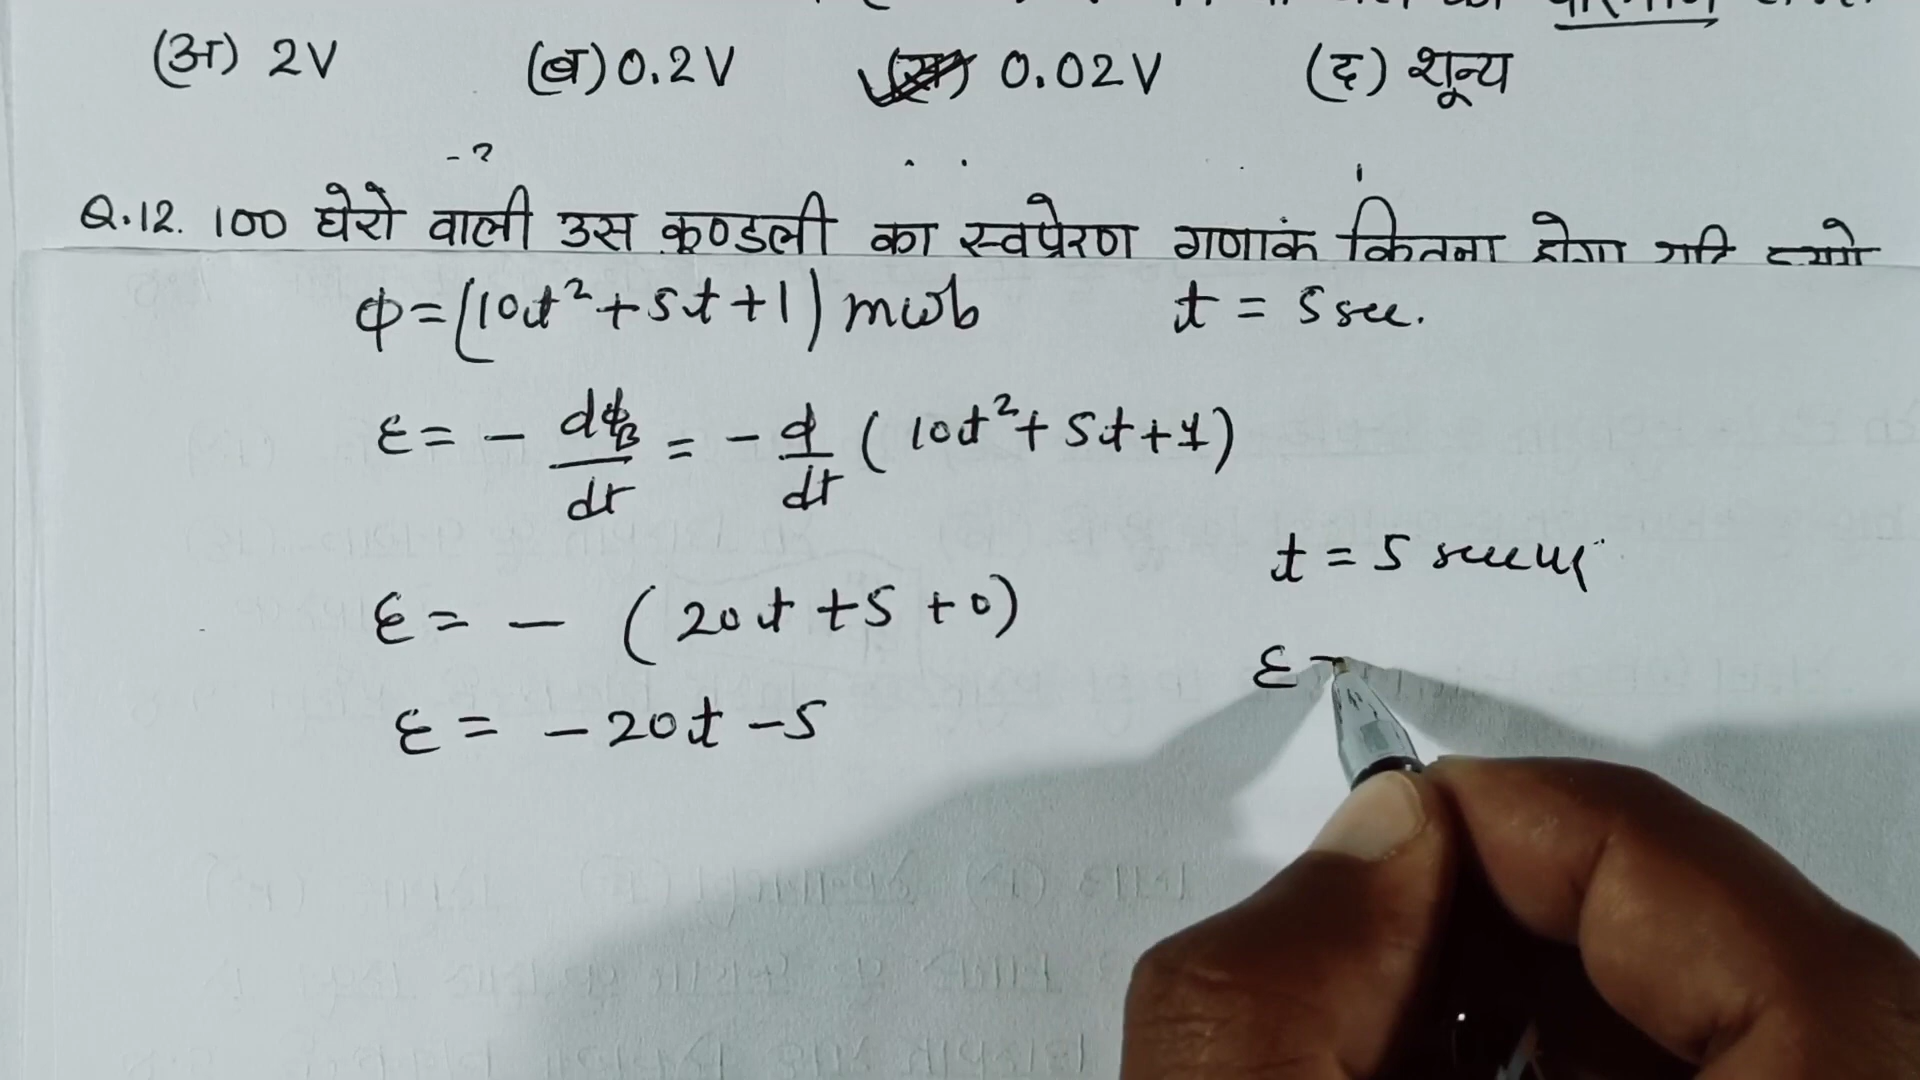 परिमाण
(अ) 2V (ब) 0.2V (स) 0.02V (द) शून्य
- ?
Q.12. 100 घेरो वाली उस कुण्डली का स्वप्रेरण गुणांक कितना होगा यदि
ϕ = (10t² + 5t + 1) mwb t = 5 sec.
ε = - dϕB/dt = - d/dt (10t² + 5t + 1)
t = 5
ε = - (20t + 5 + 0)
ε
ε = - 20t - 5